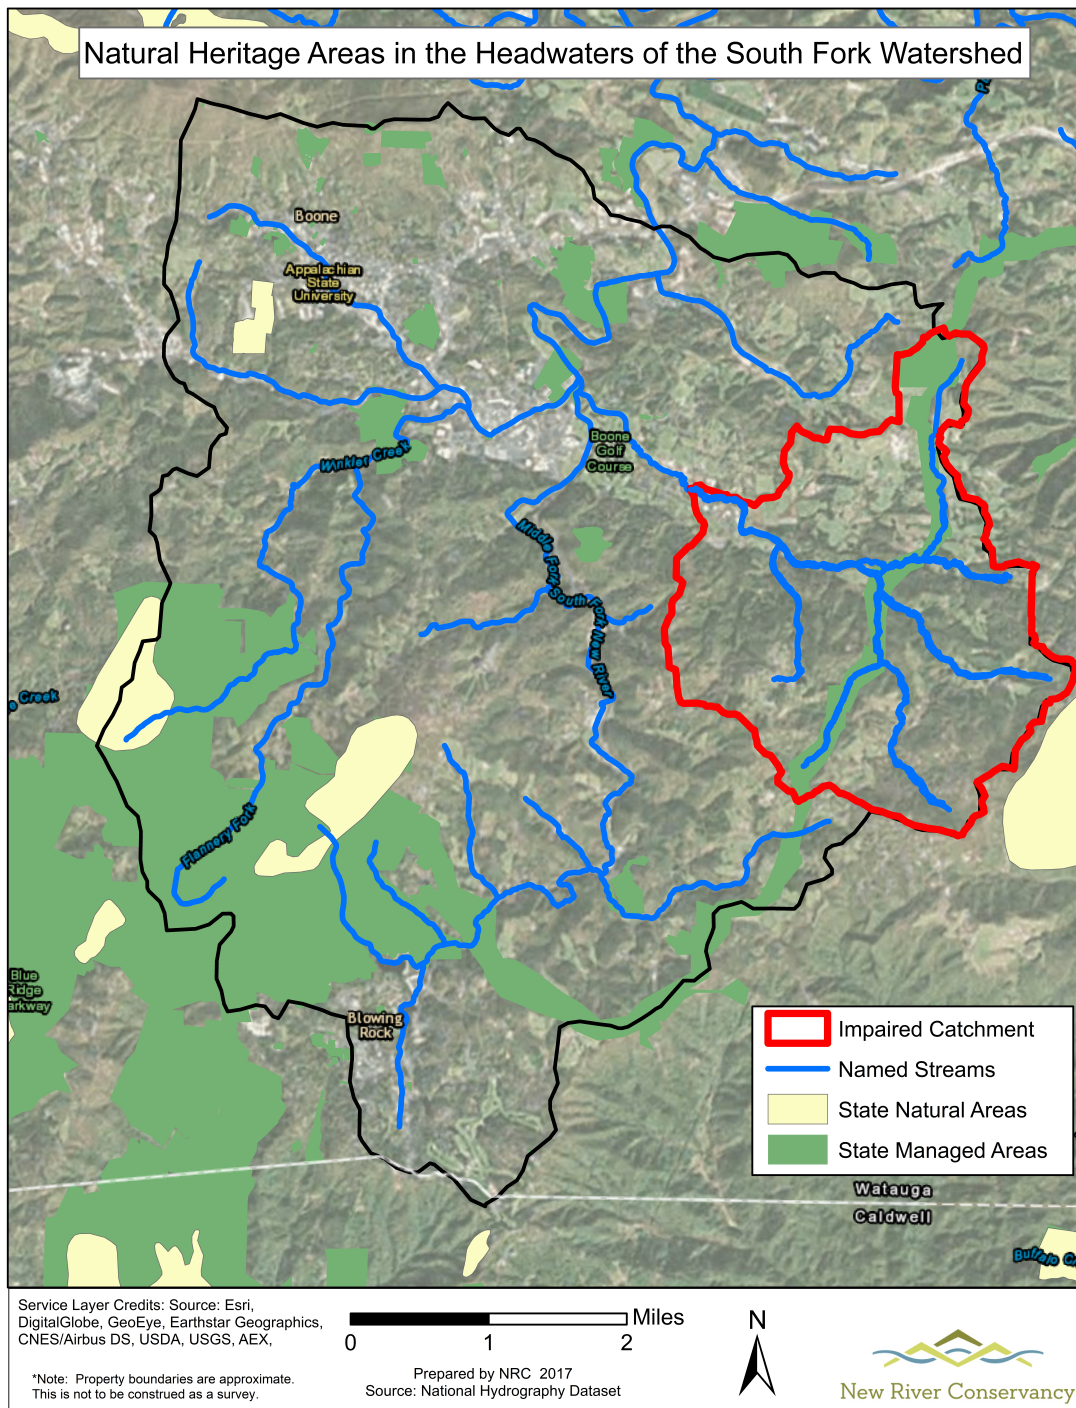 Natural Heritage Areas in the Headwaters of the South Fork Watershed
Boone
Appalachian
State
University
Winkler Creek
Boone
Golf
Course
Middle Fork South Fork New River
e Creek
Flannery Fork
Blue
Ridge
arkway
Blowing
Rock
Impaired Catchment
Named Streams
State Natural Areas
State Managed Areas
Watauga
Caldwell
Buffalo C
Service Layer Credits: Source: Esri,
DigitalGlobe, GeoEye, Earthstar Geographics,
CNES/Airbus DS, USDA, USGS, AEX,
*Note: Property boundaries are approximate.
This is not to be construed as a survey.
Miles
0 1 2
Prepared by NRC 2017
Source: National Hydrography Dataset
N
New River Conservancy